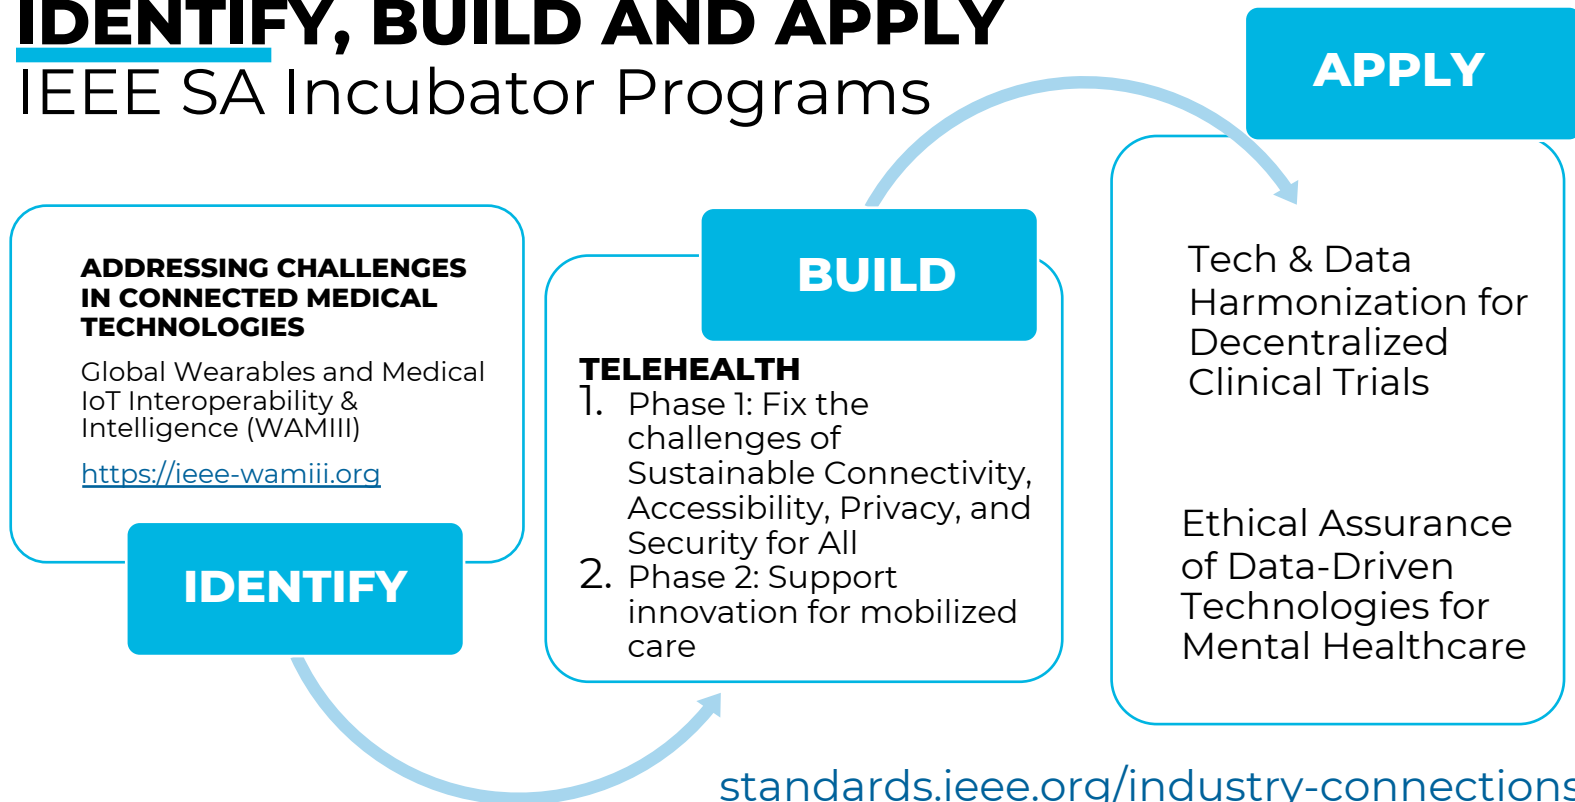 IDENTIFY, BUILD AND APPLY
IEEE SA Incubator Programs
ADDRESSING CHALLENGES
IN CONNECTED MEDICAL
TECHNOLOGIES
Global Wearables and Medical
IoT Interoperability &
Intelligence (WAMIII)
https://ieee-wamiii.org
IDENTIFY
BUILD
TELEHEALTH
1. Phase 1: Fix the
challenges of
Sustainable Connectivity,
Accessibility, Privacy, and
Security for All
2. Phase 2: Support
innovation for mobilized
care
APPLY
Tech & Data
Harmonization for
Decentralized
Clinical Trials
Ethical Assurance
of Data-Driven
Technologies for
Mental Healthcare
standards.ieee.org/industry-connections